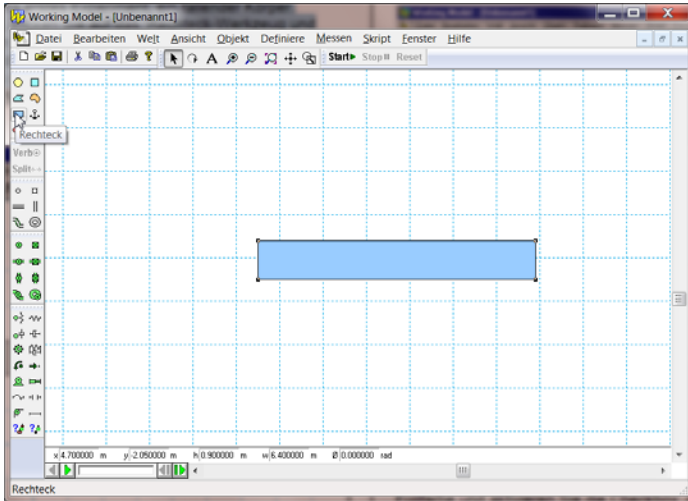 Working Model - [Unbenannt1]
Datei Bearbeiten Welt Ansicht Objekt Definiere Messen Skript Fenster Hilfe
A Start Stop Reset
Rechteck
Verb
Split
x 4.700000 m y -2.050000 m h 0.900000 m w 6.400000 m Ø 0.000000 rad
Rechteck